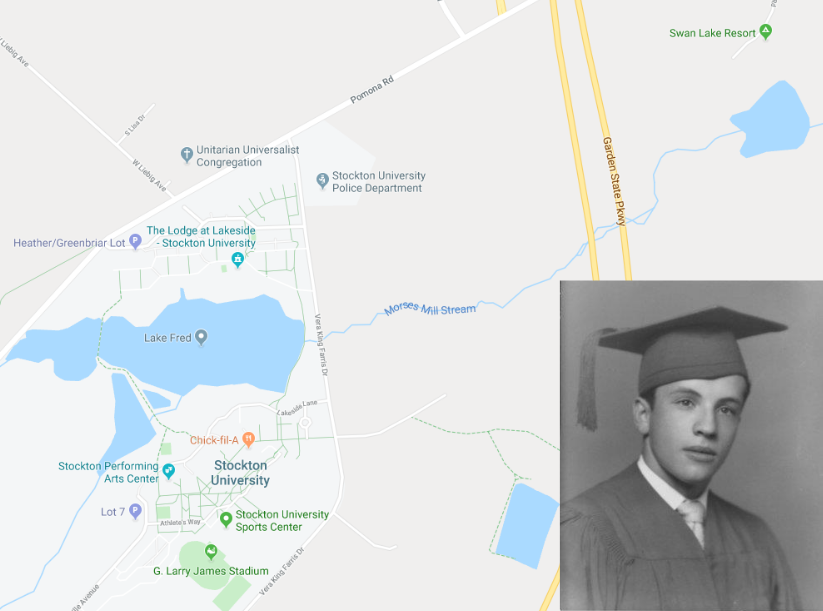 Swan Lake Resort
W Liebig Ave
Pomona Rd
S Lisa Dr
Unitarian Universalist
Congregation
W Liebig Ave
Garden State Pkwy
Stockton University
Police Department
The Lodge at Lakeside
- Stockton University
Heather/Greenbriar Lot
Morses Mill Stream
Lake Fred
Vera King Farris Dr
Lakeside Lane
Chick-fil-A
Stockton Performing
Arts Center
Stockton
University
Lot 7
Stockton University
Sports Center
Athlete's Way
G. Larry James Stadium
Vera King Farris Dr
Avenue